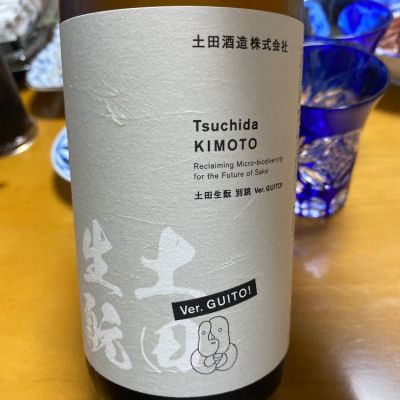 土田酒造株式会社
Tsuchida
KIMOTO
Reclaiming Micro-biodiversity
for the Future of Sake
土田生酛 別誂 Ver. GUITO!
土田
生酛
Ver. GUITO!